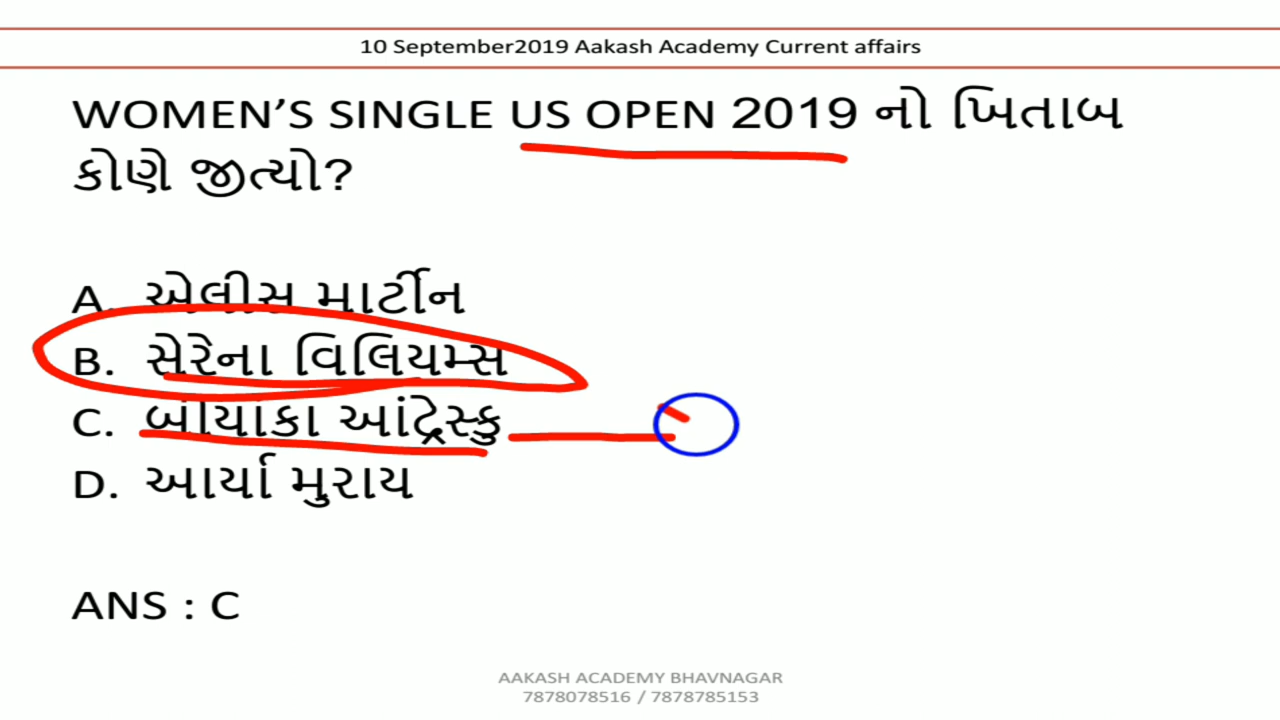 10 September2019 Aakash Academy Current affairs
WOMEN’S SINGLE US OPEN 2019 નો ખિતાબ
કોણે જીત્યો?
A. એલીસ માર્ટીન
B. સેરેના વિલિયમ્સ
C. બીયાંકા આંદ્રેસ્કુ
D. આર્યા મુરાય
ANS : C
AAKASH ACADEMY BHAVNAGAR
7878078516 / 7878785153